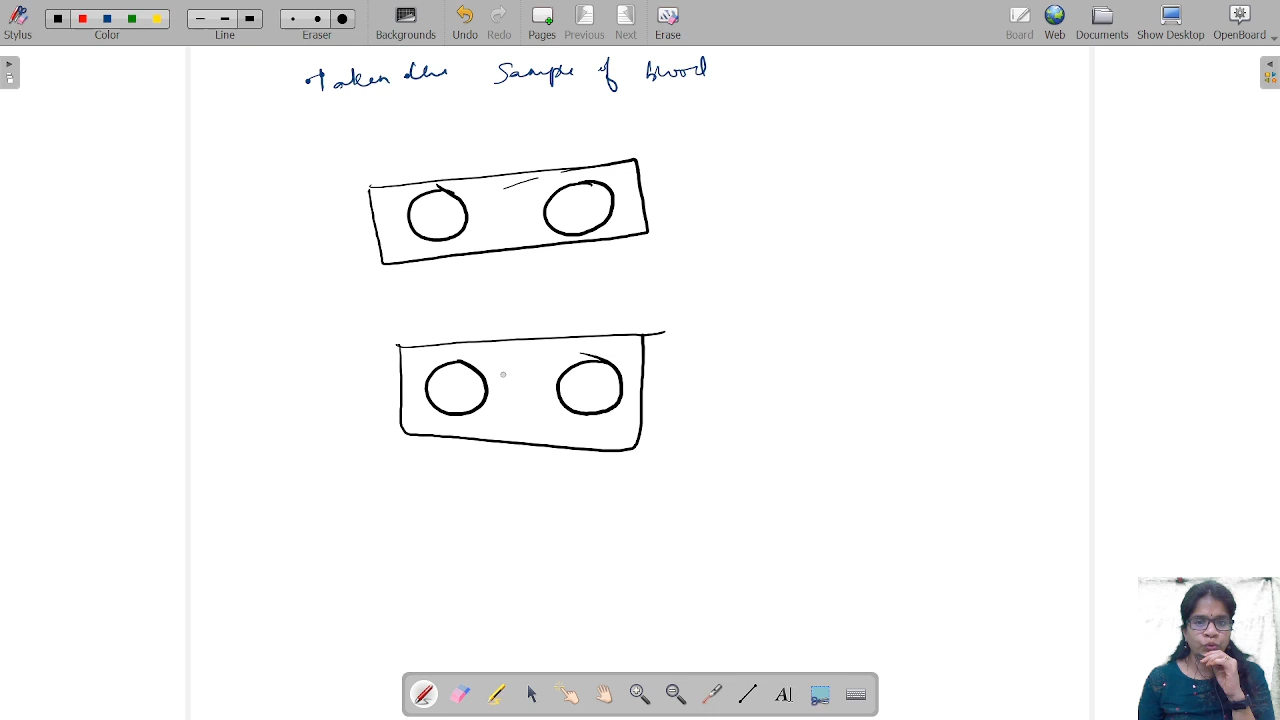 Stylus
Color
Line
Eraser
Backgrounds
Undo
Redo
Pages
Previous
Next
Erase
Board
Web
Documents
Show Desktop
OpenBoard
Taken the Sample of blood